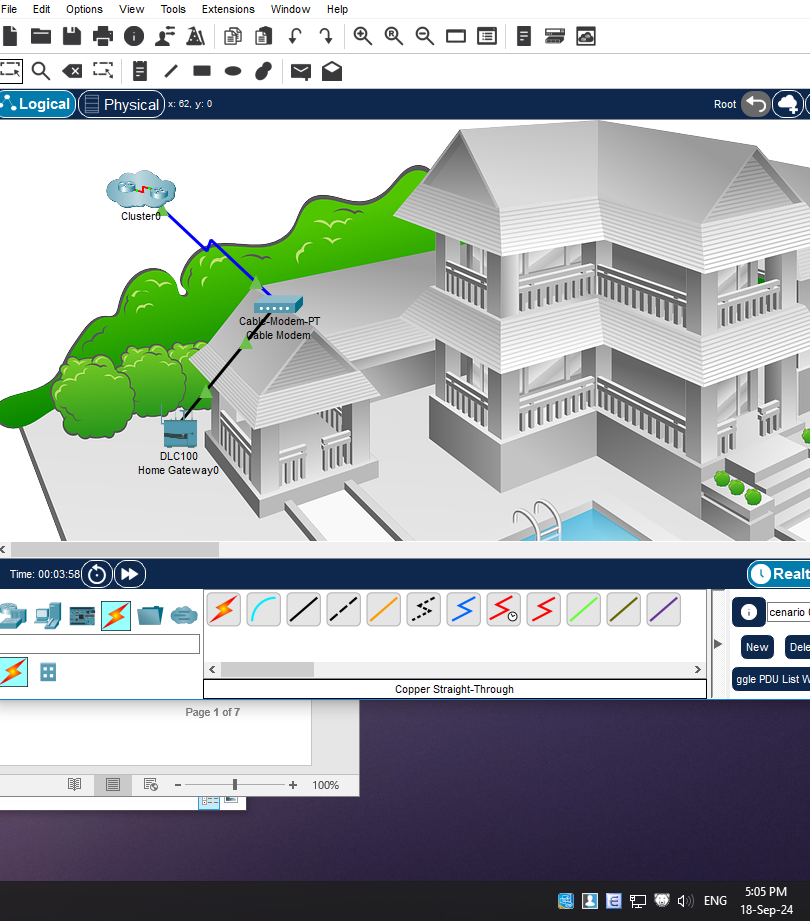 File Edit Options View Tools Extensions Window Help
Logical Physical x: 62, y: 0 Root
Cluster0
Cable-Modem-PT
Cable Modem
DLC100
Home Gateway0
Time: 00:03:58 Realt
cenario
New Dele
ggle PDU List W
Copper Straight-Through
Page 1 of 7
100%
ENG
5:05 PM
18-Sep-24